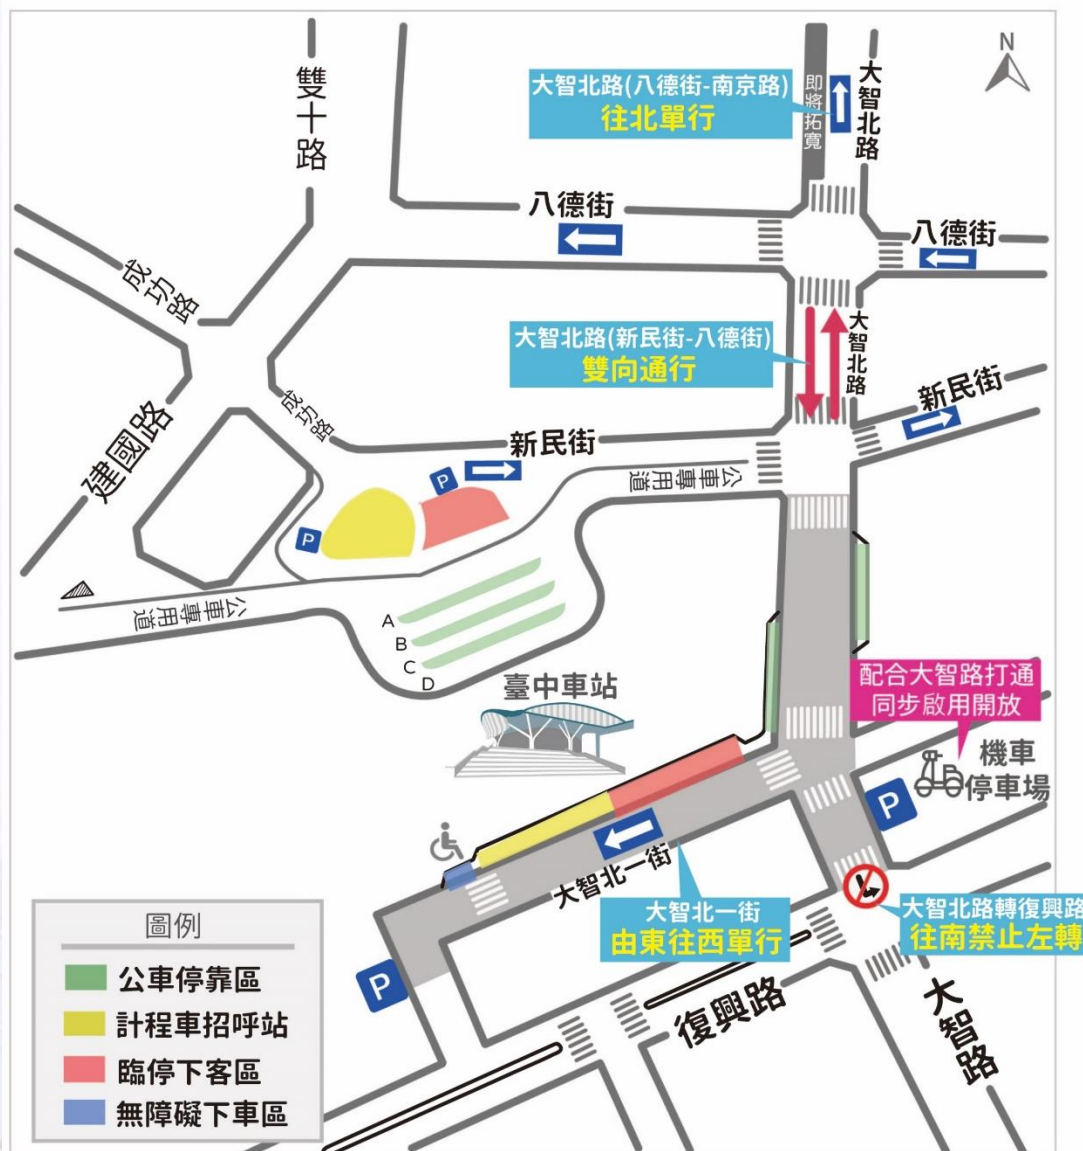 N
雙十路
大智北路(八德街-南京路)
往北單行
即將拓寬
大智北路
八德街
八德街
成功路
大智北路(新民街-八德街)
雙向通行
大智北路
新民街
成功路
建國路
新民街
P
公車專用道
P
公車專用道
A
B
C
D
臺中車站
配合大智路打通
同步啟用開放
機車
停車場
P
大智北一街
大智北一街
由東往西單行
大智北路轉復興路
往南禁止左轉
P
復興路
大智路
圖例
公車停靠區
計程車招呼站
臨停下客區
無障礙下車區